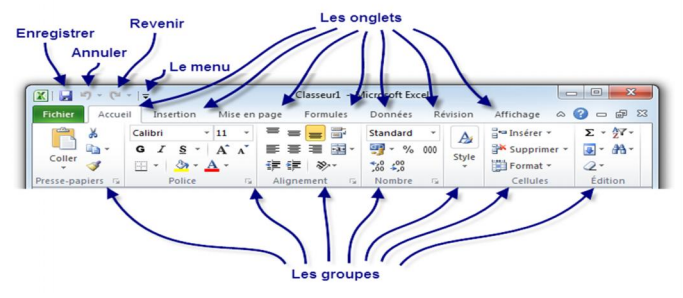 Les onglets
Revenir
Enregistrer
Annuler
Le menu
Classeur1 - Microsoft Excel
Fichier Accueil Insertion Mise en page Formules Données Révision Affichage
Calibri 11 Standard Insérer Σ
Coller G I S A A % 000 Style Supprimer
A ,00 Format
Presse-papiers Police Alignement Nombre Cellules Édition
Les groupes